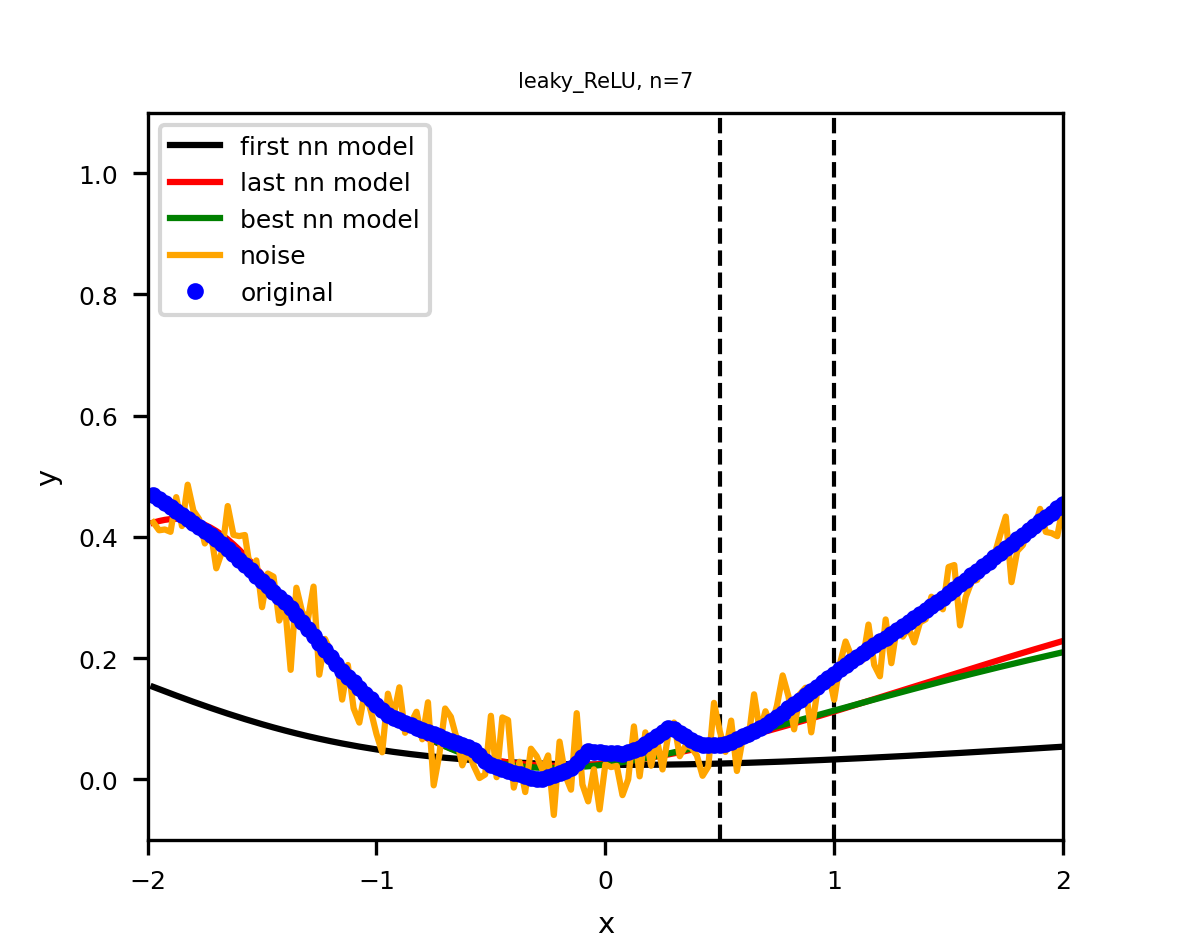 leaky_ReLU, n=7
first nn model
last nn model
best nn model
noise
original
1.0
0.8
0.6
0.4
0.2
0.0
y
−2
−1
0
1
2
x